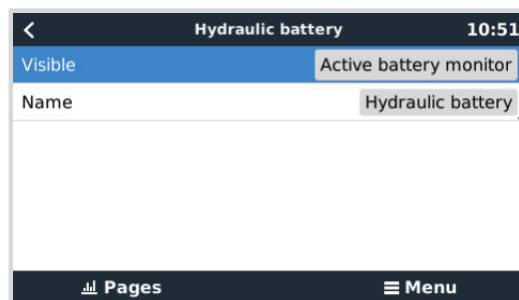 Hydraulic battery 10:51
Visible Active battery monitor
Name Hydraulic battery
Pages Menu